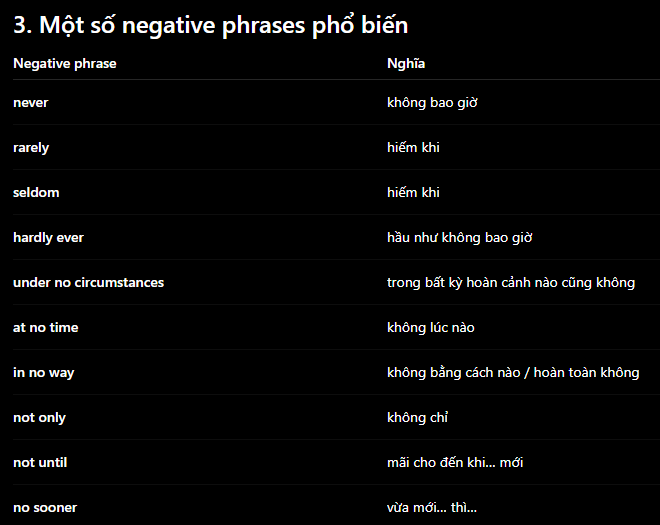 3. Một số negative phrases phổ biến
Negative phrase Nghĩa
never không bao giờ
rarely hiếm khi
seldom hiếm khi
hardly ever hầu như không bao giờ
under no circumstances trong bất kỳ hoàn cảnh nào cũng không
at no time không lúc nào
in no way không bằng cách nào / hoàn toàn không
not only không chỉ
not until mãi cho đến khi... mới
no sooner vừa mới... thì...